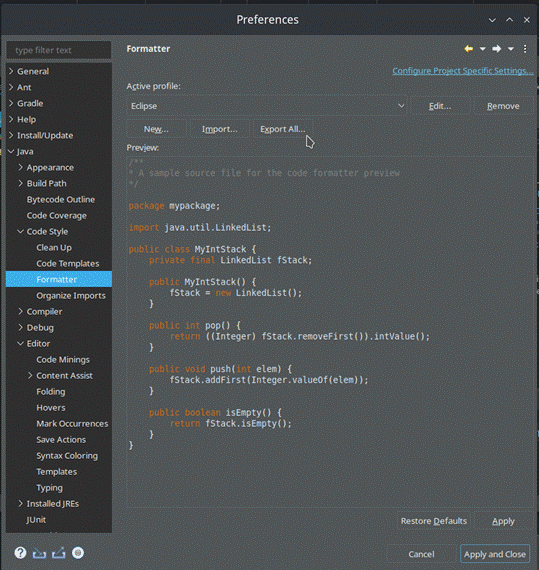 Preferences
type filter text
General
Ant
Gradle
Help
Install/Update
Java
Appearance
Build Path
Bytecode Outline
Code Coverage
Code Style
Clean Up
Code Templates
Formatter
Organize Imports
Compiler
Debug
Editor
Code Minings
Content Assist
Folding
Hovers
Mark Occurrences
Save Actions
Syntax Coloring
Templates
Typing
Installed JREs
JUnit
Formatter
Configure Project Specific Settings...
Active profile:
Eclipse
Edit...
Remove
New...
Import...
Export All...
Preview:
/**
* A sample source file for the code formatter preview
*/
package mypackage;
import java.util.LinkedList;
public class MyIntStack {
private final LinkedList fStack;
public MyIntStack() {
fStack = new LinkedList();
}
public int pop() {
return ((Integer) fStack.removeFirst()).intValue();
}
public void push(int elem) {
fStack.addFirst(Integer.valueOf(elem));
}
public boolean isEmpty() {
return fStack.isEmpty();
}
}
Restore Defaults
Apply
Cancel
Apply and Close